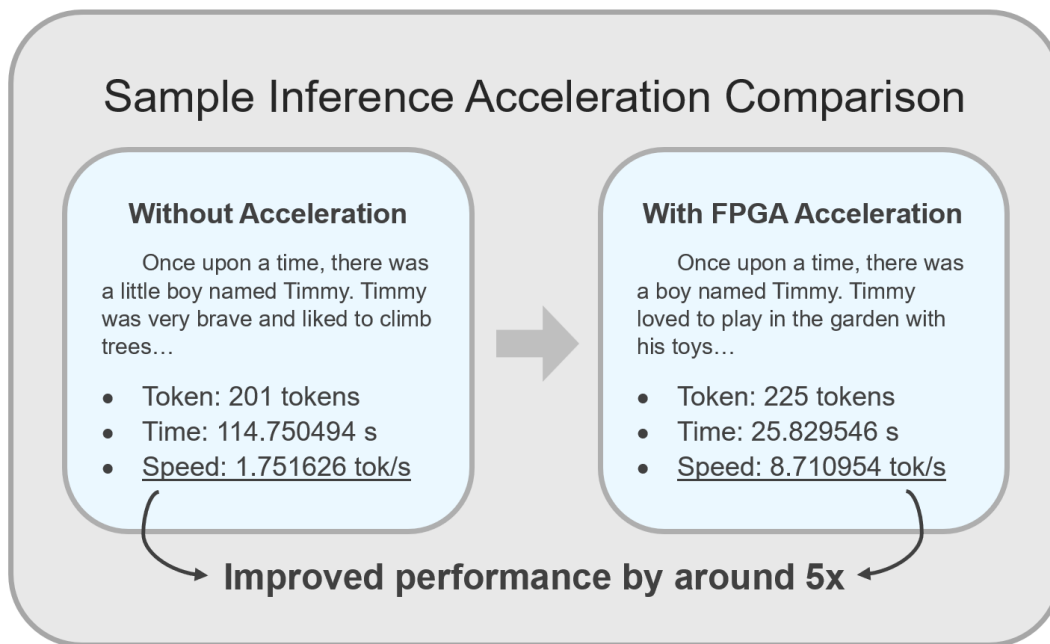 Sample Inference Acceleration Comparison
Without Acceleration
Once upon a time, there was
a little boy named Timmy. Timmy
was very brave and liked to climb
trees…
• Token: 201 tokens
• Time: 114.750494 s
• Speed: 1.751626 tok/s
With FPGA Acceleration
Once upon a time, there was
a boy named Timmy. Timmy
loved to play in the garden with
his toys…
• Token: 225 tokens
• Time: 25.829546 s
• Speed: 8.710954 tok/s
Improved performance by around 5x